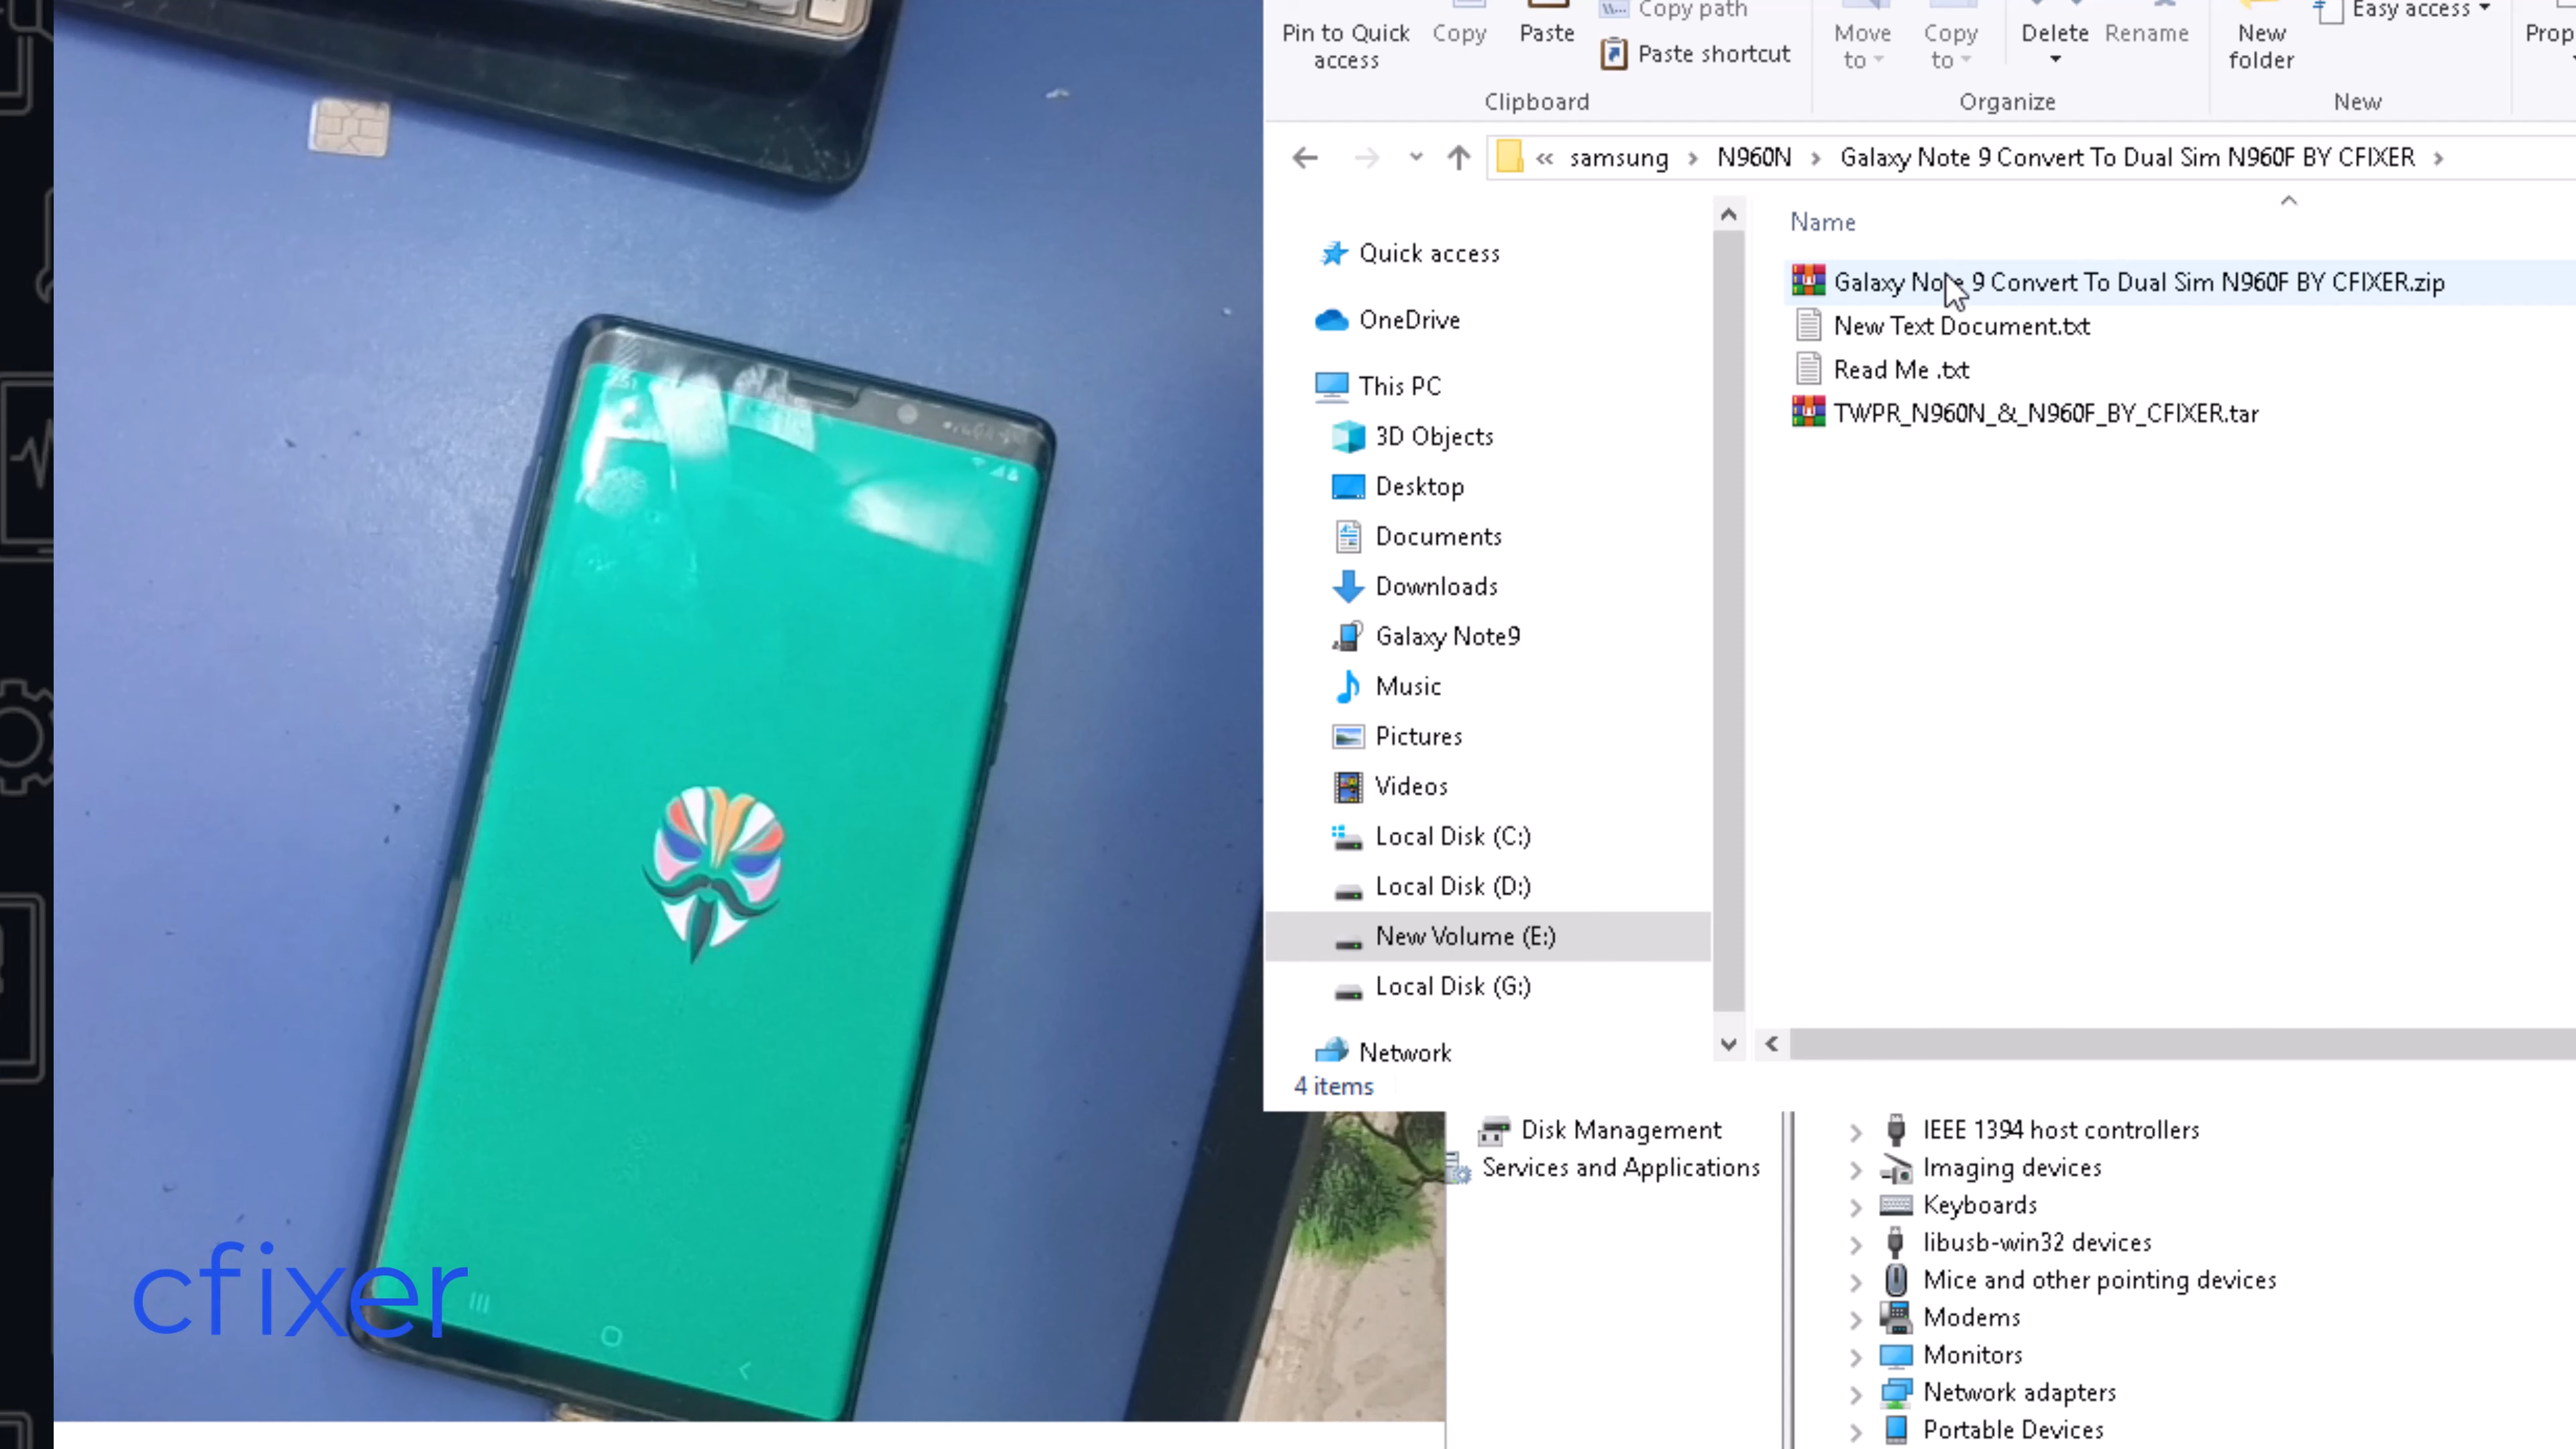 Pin to Quick access
Copy
Paste
Copy path
Paste shortcut
Move to
Copy to
Delete
Rename
New folder
Easy access
Clipboard
Organize
New
« samsung > N960N > Galaxy Note 9 Convert To Dual Sim N960F BY CFIXER >
Name
Quick access
OneDrive
This PC
3D Objects
Desktop
Documents
Downloads
Galaxy Note9
Music
Pictures
Videos
Local Disk (C:)
Local Disk (D:)
New Volume (E:)
Local Disk (G:)
Network
4 items
Galaxy Note 9 Convert To Dual Sim N960F BY CFIXER.zip
New Text Document.txt
Read Me .txt
TWPR_N960N_&_N960F_BY_CFIXER.tar
Disk Management
Services and Applications
IEEE 1394 host controllers
Imaging devices
Keyboards
libusb-win32 devices
Mice and other pointing devices
Modems
Monitors
Network adapters
Portable Devices
cfixer